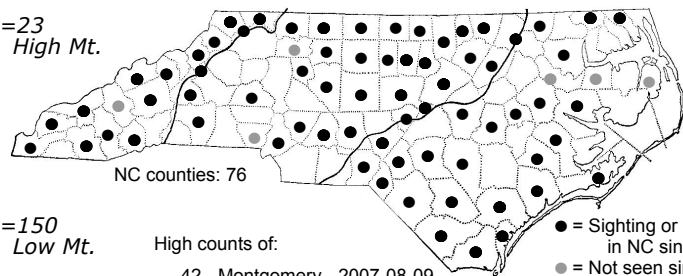 =23
High Mt.
NC counties: 76
=150
Low Mt.
High counts of:
42 - Montgomery - 2007-08-09
● = Sighting or
in NC sin
● = Not seen si